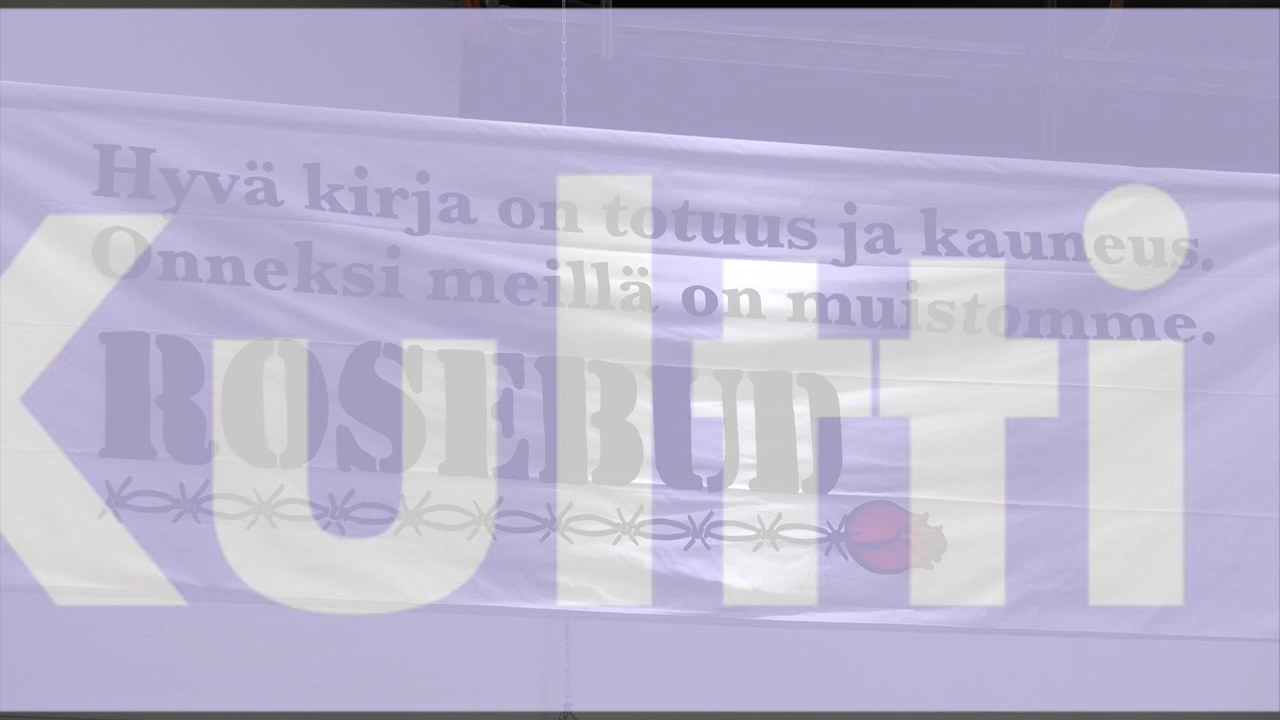 Hyvä kirja on totuus ja kauneus.
Onneksi meillä on muistomme.
ROSEBUD
Kultti